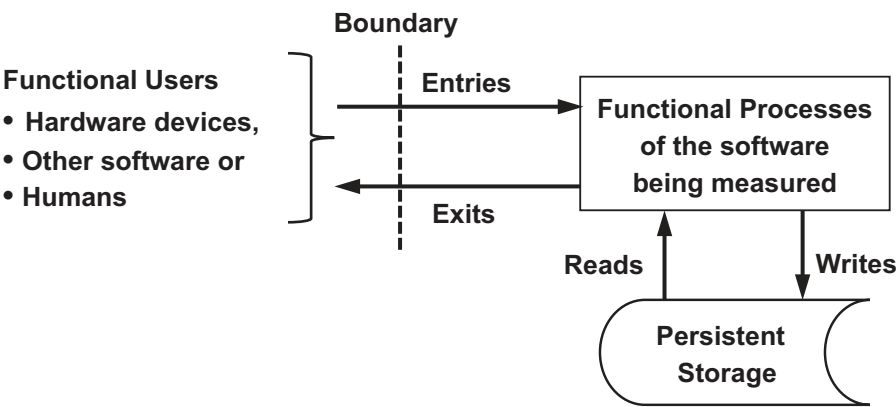 Boundary
Functional Users
• Hardware devices,
• Other software or
• Humans
Entries
Exits
Functional Processes
of the software
being measured
Reads
Writes
Persistent
Storage